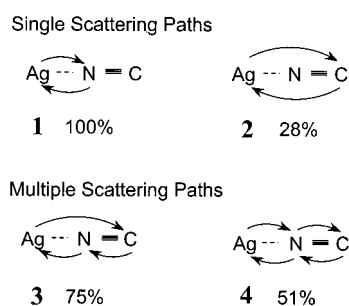 Single Scattering Paths
Ag --- N = C Ag --- N = C
1 100% 2 28%
Multiple Scattering Paths
Ag --- N = C Ag --- N = C
3 75% 4 51%